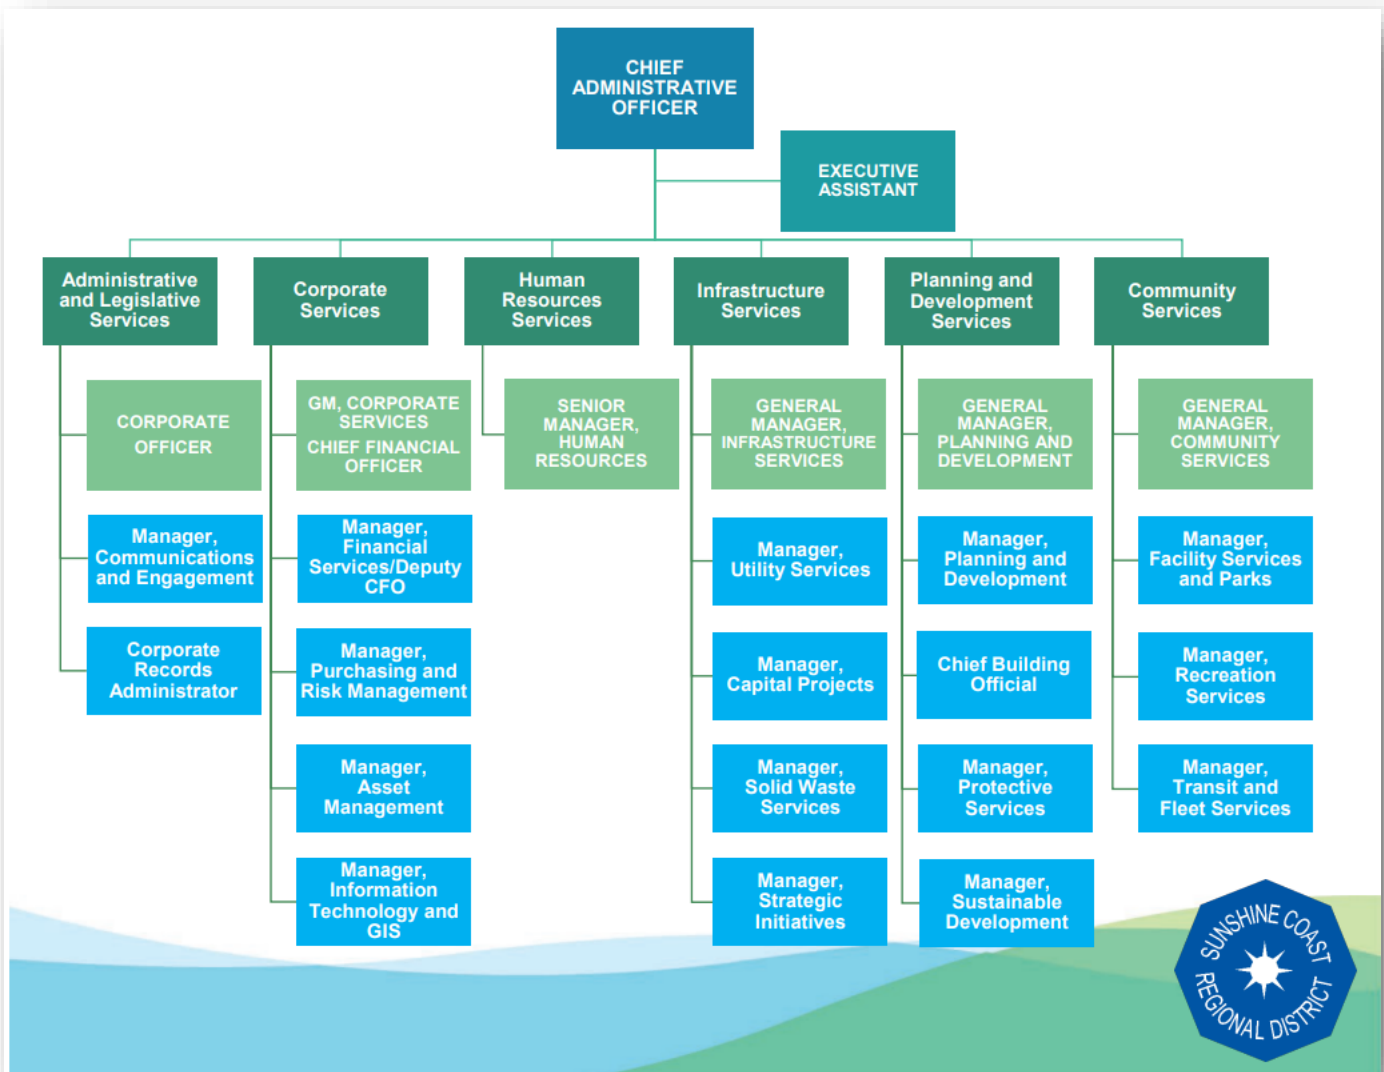 CHIEF
ADMINISTRATIVE
OFFICER
EXECUTIVE
ASSISTANT
Administrative
and Legislative
Services
Corporate
Services
Human
Resources
Services
Infrastructure
Services
Planning and
Development
Services
Community
Services
CORPORATE
OFFICER
GM, CORPORATE
SERVICES
CHIEF FINANCIAL
OFFICER
SENIOR
MANAGER,
HUMAN
RESOURCES
GENERAL
MANAGER,
INFRASTRUCTURE
SERVICES
GENERAL
MANAGER,
PLANNING AND
DEVELOPMENT
GENERAL
MANAGER,
COMMUNITY
SERVICES
Manager,
Communications
and Engagement
Manager,
Financial
Services/Deputy
CFO
Manager,
Utility Services
Manager,
Planning and
Development
Manager,
Facility Services
and Parks
Corporate
Records
Administrator
Manager,
Purchasing and
Risk Management
Manager,
Capital Projects
Chief Building
Official
Manager,
Recreation
Services
Manager,
Asset
Management
Manager,
Solid Waste
Services
Manager,
Protective
Services
Manager,
Transit and
Fleet Services
Manager,
Information
Technology and
GIS
Manager,
Strategic
Initiatives
Manager,
Sustainable
Development
SUNSHINE COAST
REGIONAL DISTRICT